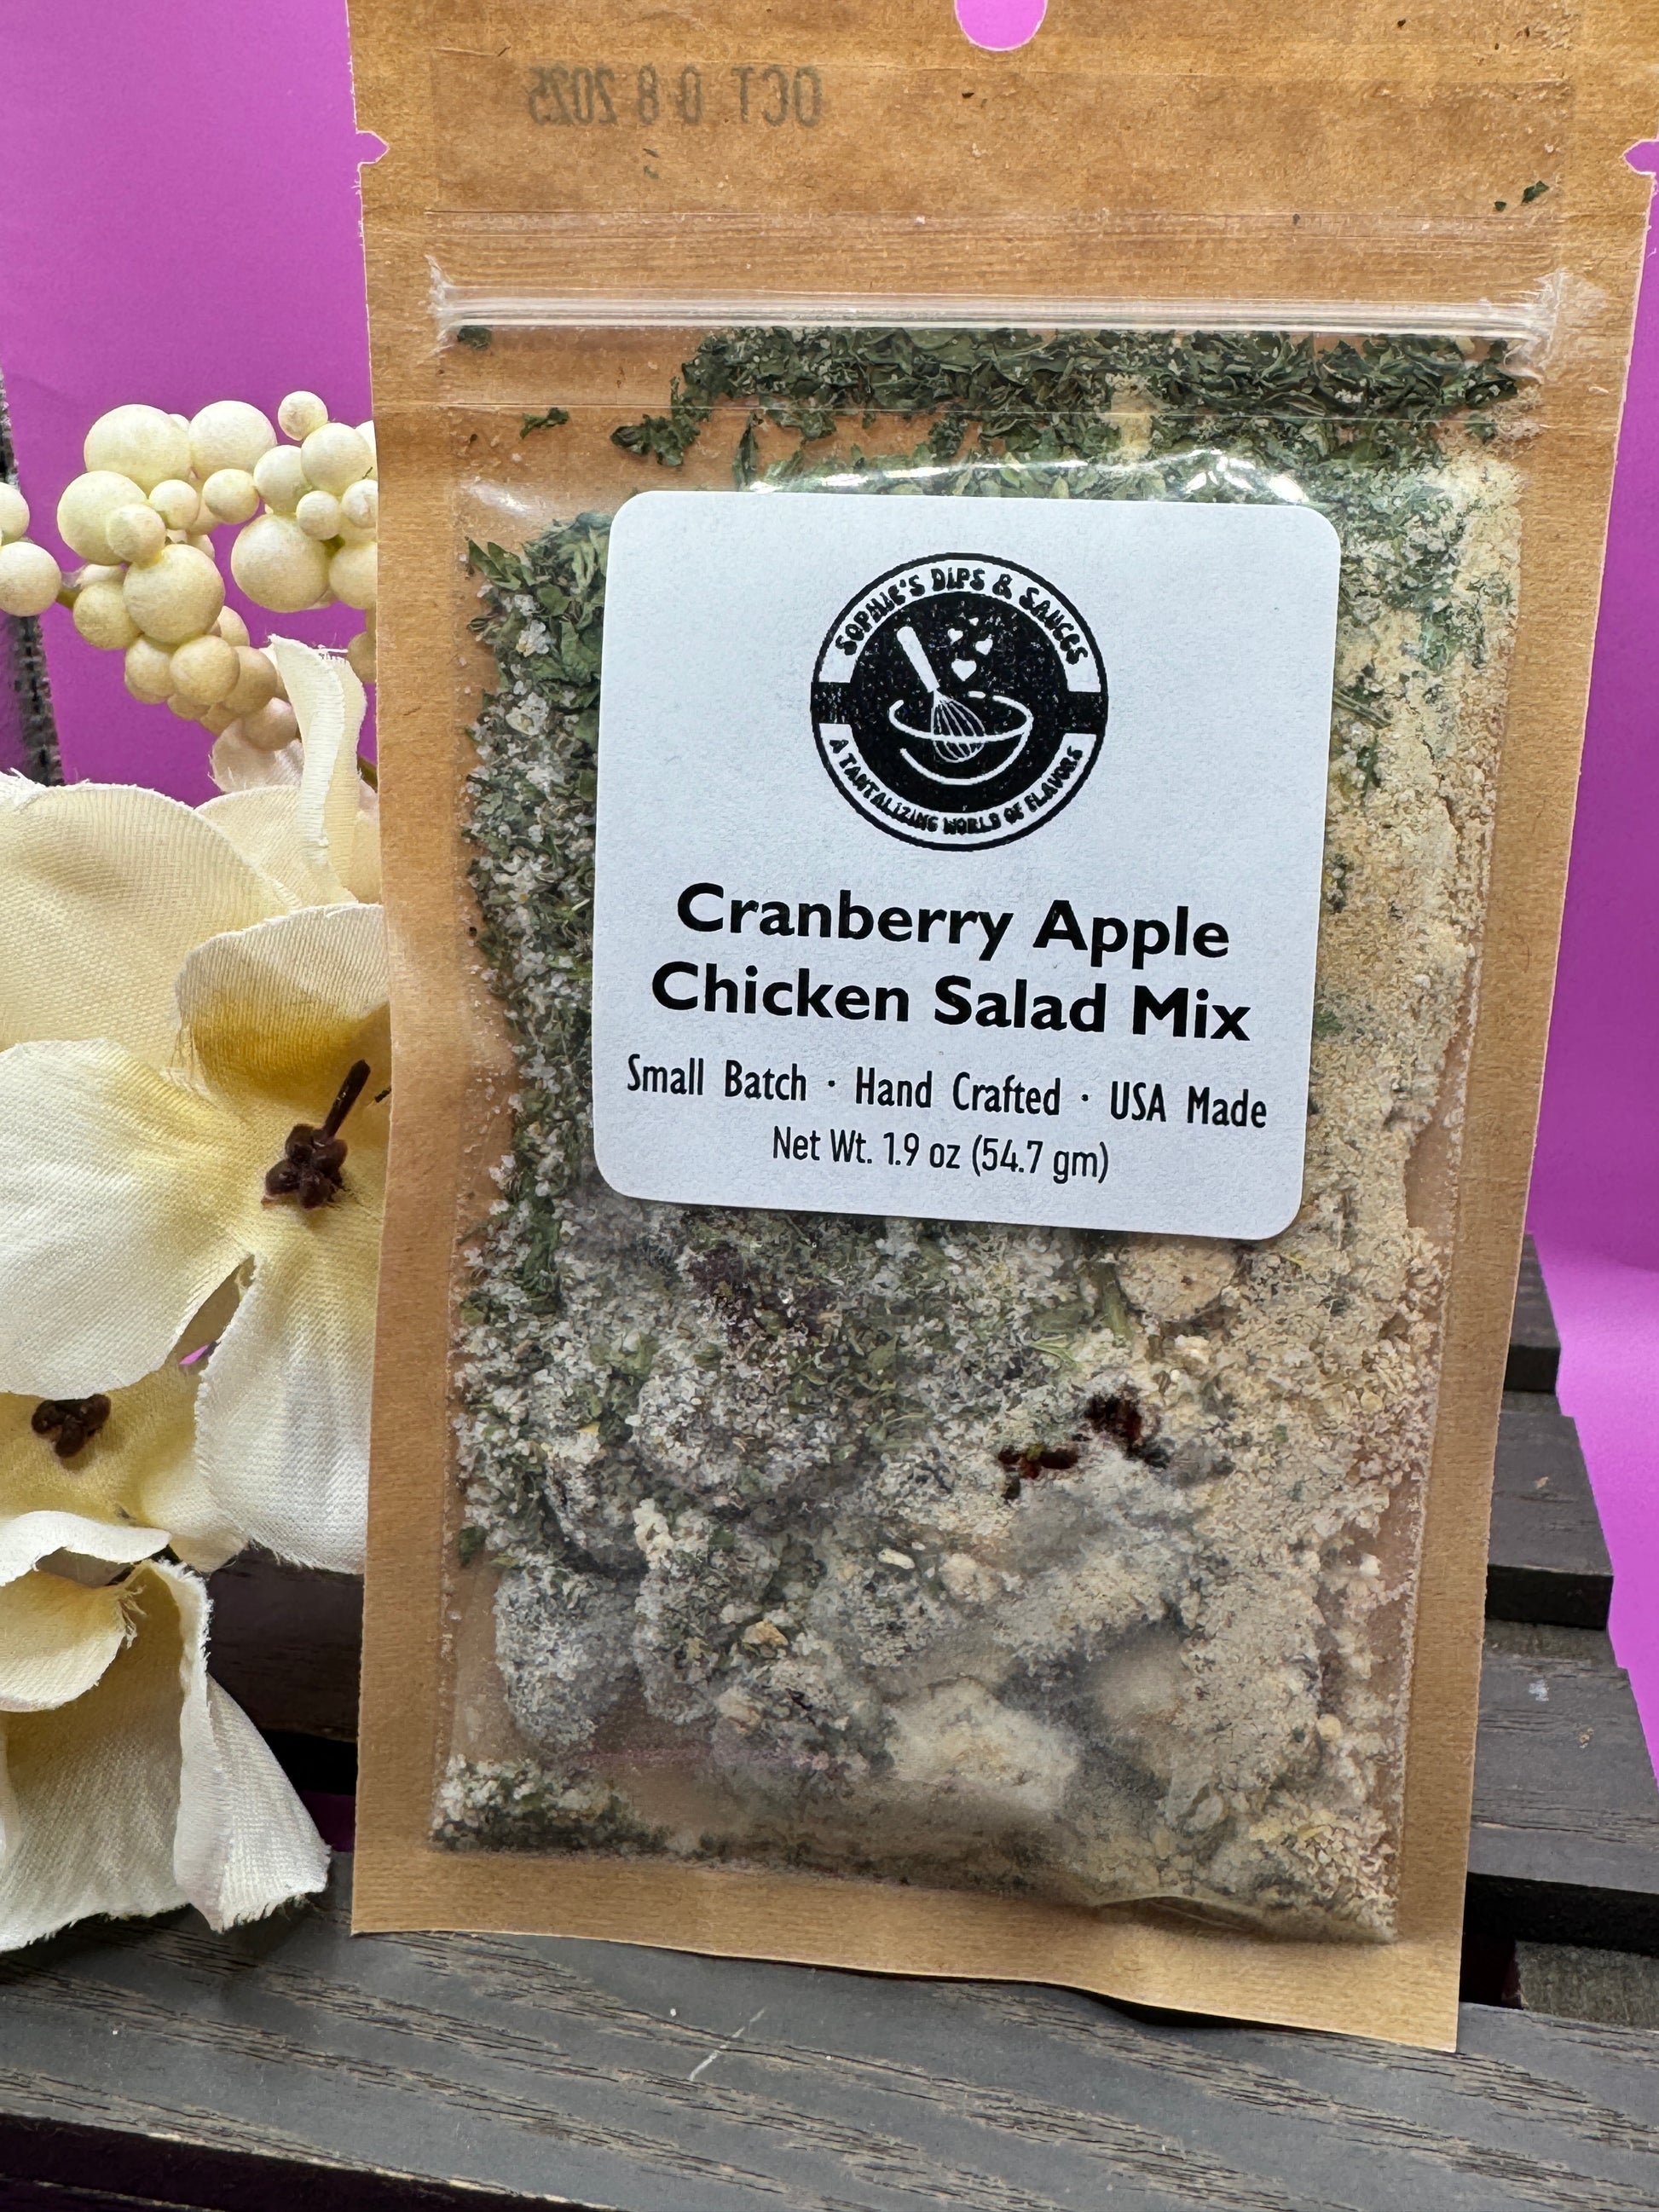 OCT 08 2025
SOPHIE'S DIPS & SAUCES
A TANTALIZING WORLD OF FLAVORS
Cranberry Apple
Chicken Salad Mix
Small Batch · Hand Crafted · USA Made
Net Wt. 1.9 oz (54.7 gm)